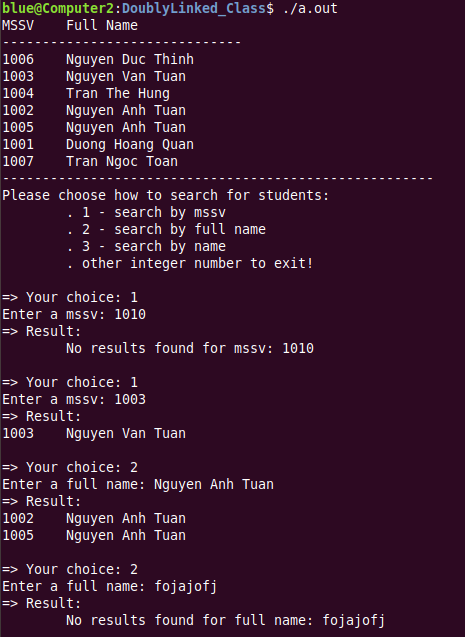 blue@Computer2:DoublyLinked_Class$ ./a.out
MSSV    Full Name
------------------------------
1006    Nguyen Duc Thinh
1003    Nguyen Van Tuan
1004    Tran The Hung
1002    Nguyen Anh Tuan
1005    Nguyen Anh Tuan
1001    Duong Hoang Quan
1007    Tran Ngoc Toan
------------------------------------------------------
Please choose how to search for students:
        . 1 - search by mssv
        . 2 - search by full name
        . 3 - search by name
        . other integer number to exit!

=> Your choice: 1
Enter a mssv: 1010
=> Result:
        No results found for mssv: 1010

=> Your choice: 1
Enter a mssv: 1003
=> Result:
1003    Nguyen Van Tuan

=> Your choice: 2
Enter a full name: Nguyen Anh Tuan
=> Result:
1002    Nguyen Anh Tuan
1005    Nguyen Anh Tuan

=> Your choice: 2
Enter a full name: fojajofj
=> Result:
        No results found for full name: fojajofj